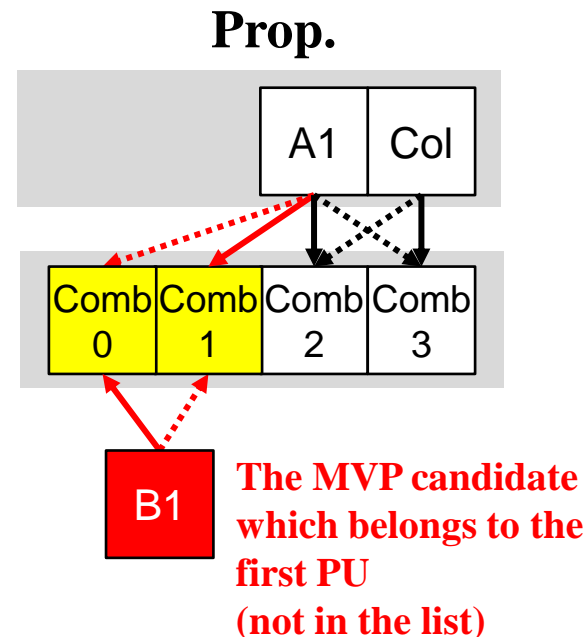 Prop.
A1 Col
Comb Comb Comb Comb
0 1 2 3
B1
The MVP candidate
which belongs to the
first PU
(not in the list)